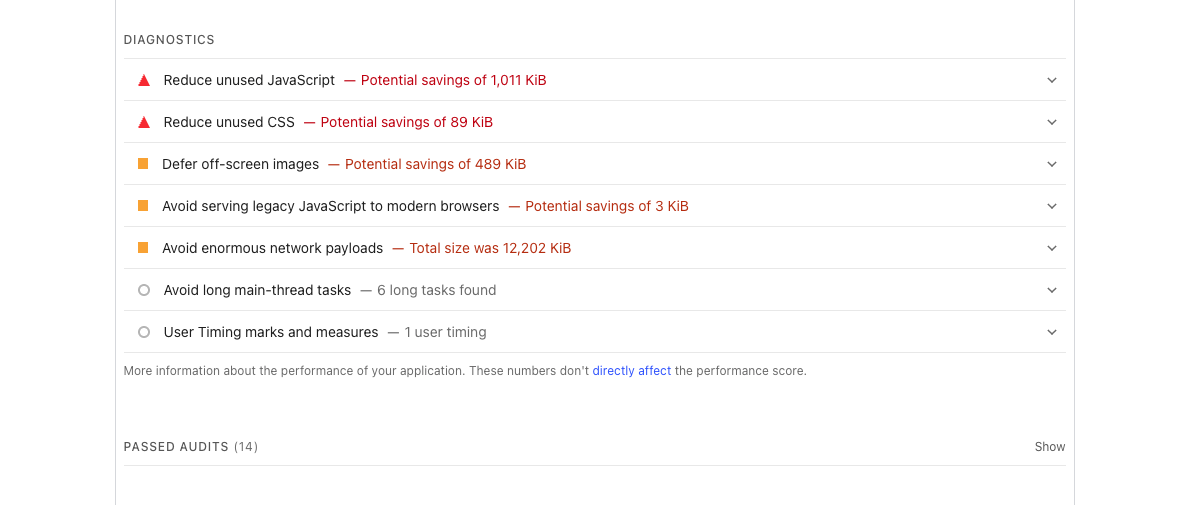 DIAGNOSTICS
Reduce unused JavaScript — Potential savings of 1,011 KiB
Reduce unused CSS — Potential savings of 89 KiB
Defer off-screen images — Potential savings of 489 KiB
Avoid serving legacy JavaScript to modern browsers — Potential savings of 3 KiB
Avoid enormous network payloads — Total size was 12,202 KiB
Avoid long main-thread tasks — 6 long tasks found
User Timing marks and measures — 1 user timing
More information about the performance of your application. These numbers don't directly affect the performance score.
PASSED AUDITS (14) Show